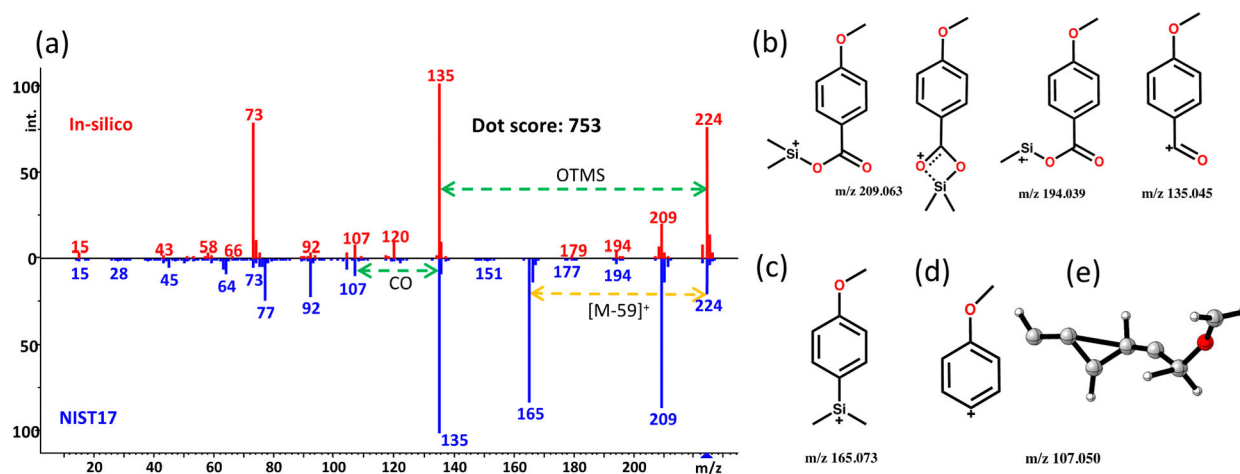 (a)
In-silico
Dot score: 753
int.
100
50
0
50
100
135
73
224
OTMS
209
15
43
58
66
92
107
120
179
194
15
28
45
64
73
77
92
107
CO
135
151
165
177
194
209
224
[M-59]⁺
NIST17
20
40
60
80
100
120
140
160
180
200
m/z
(b)
O
Si
+
O
O
m/z 209.063
O
+
O
O
Si
O
Si
O
O
m/z 194.039
O
+
O
m/z 135.045
(c)
O
Si
+
m/z 165.073
(d)
O
+
(e)
m/z 107.050